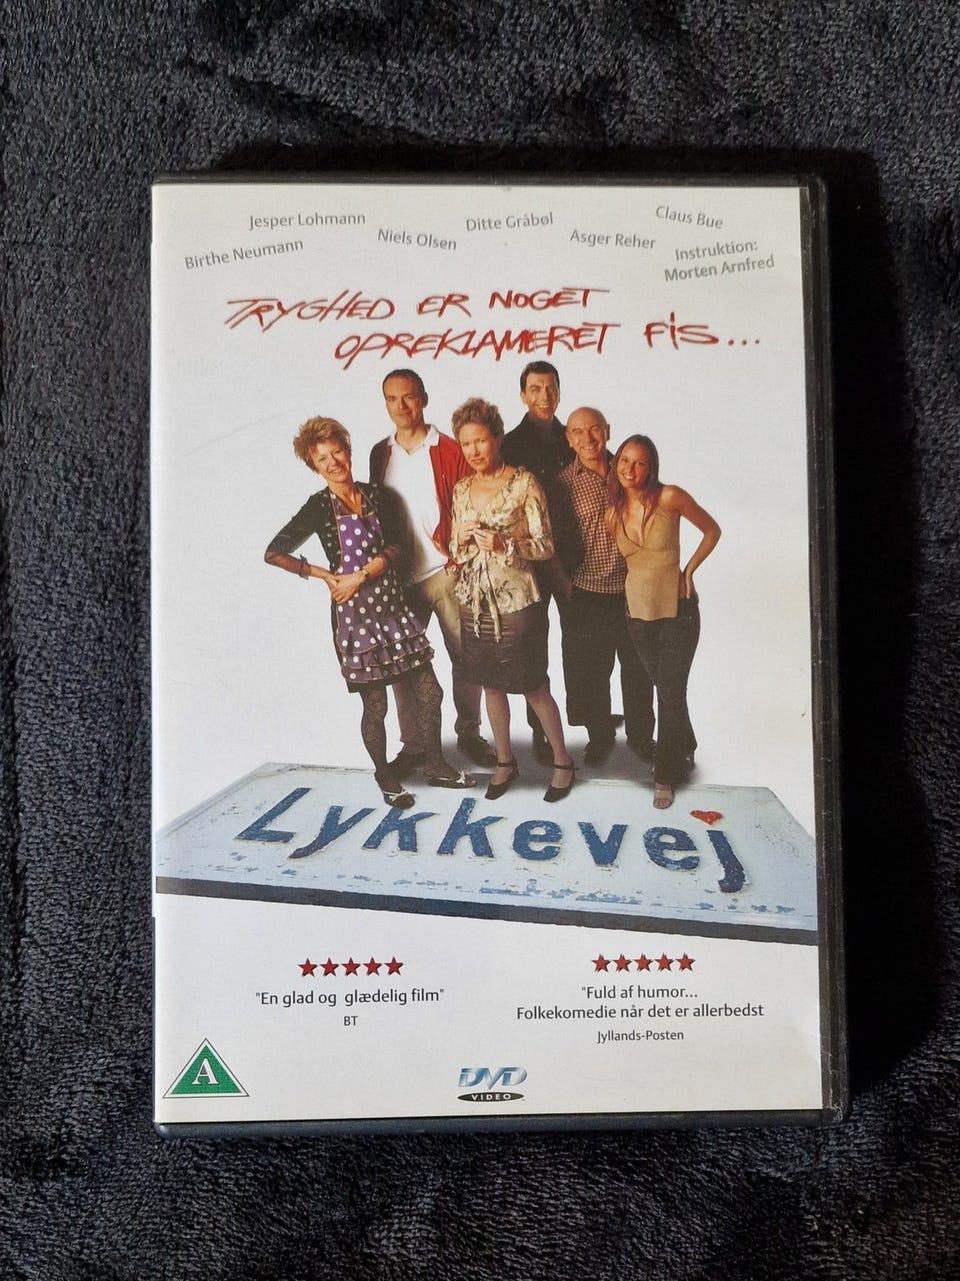 Jesper Lohmann
Ditte Gråbøl
Claus Bue
Birthe Neumann
Niels Olsen
Asger Reher
Instruktion:
Morten Arnfred
TRYGHED ER NOGET
OPREKLAMERET FIS...
Lykkevej
"En glad og glædelig film"
BT
"Fuld af humor...
Folkekomedie når det er allerbedst
Jyllands-Posten
A
DVD
VIDEO